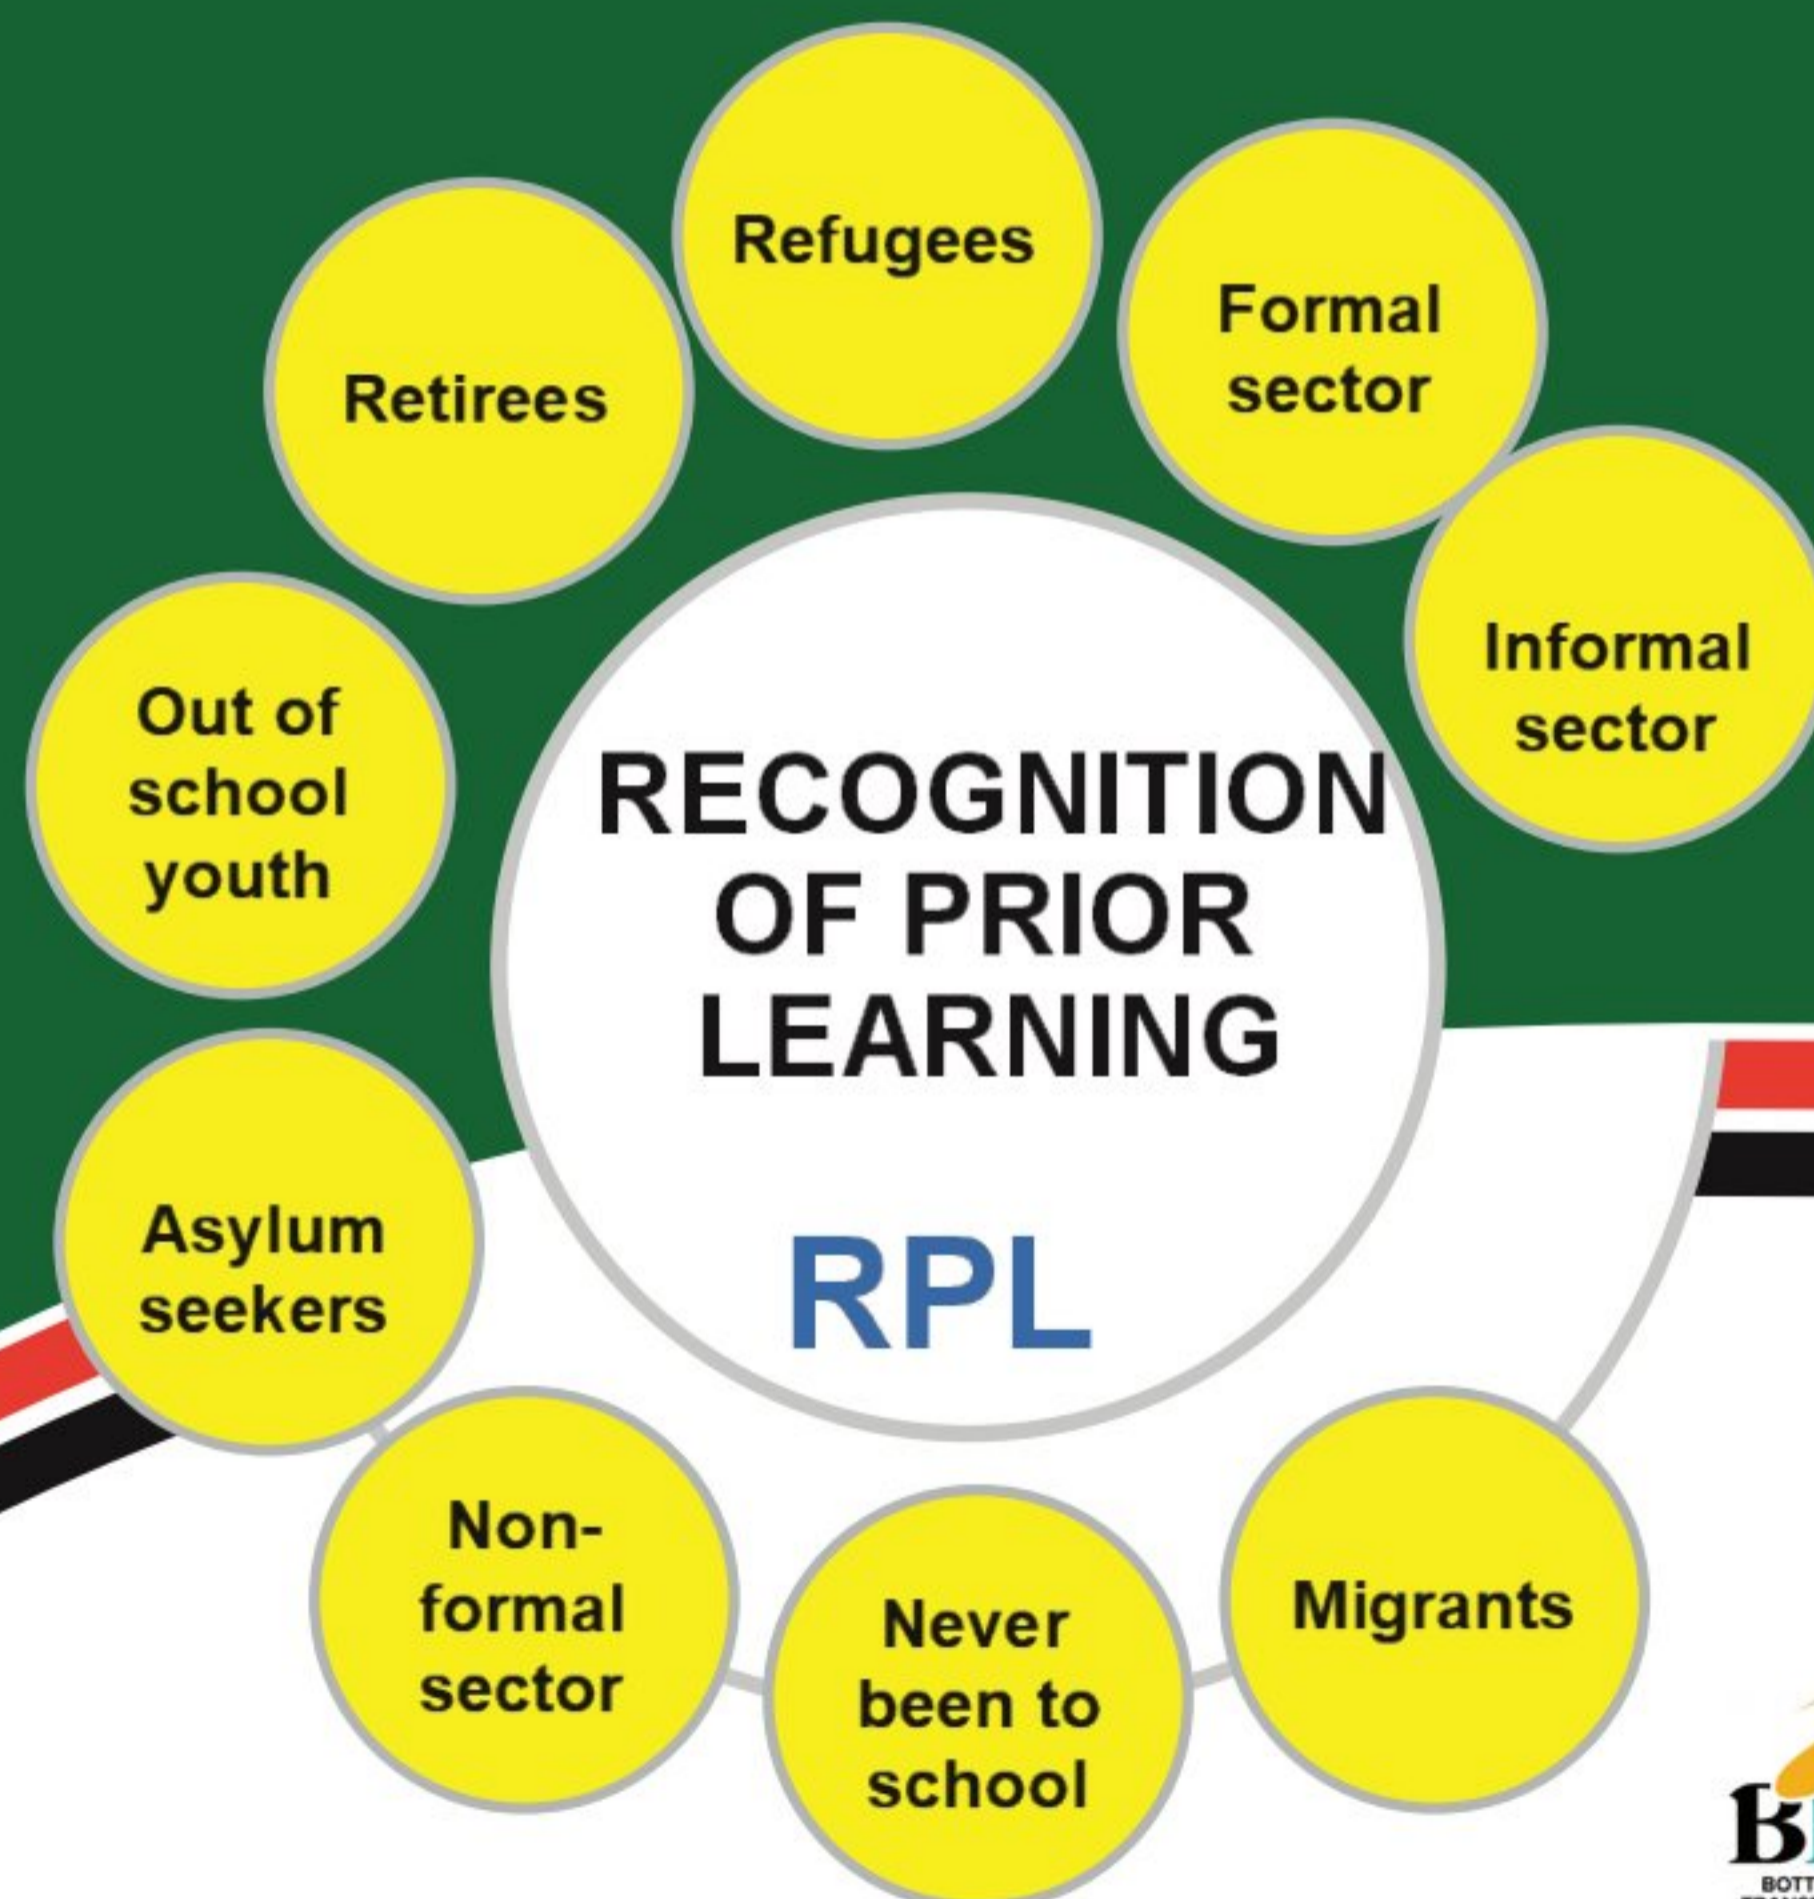 Refugees
Formal
sector
Retirees
Informal
sector
Out of
school
youth
RECOGNITION
OF PRIOR
LEARNING
RPL
Asylum
seekers
Non-
formal
sector
Never
been to
school
Migrants